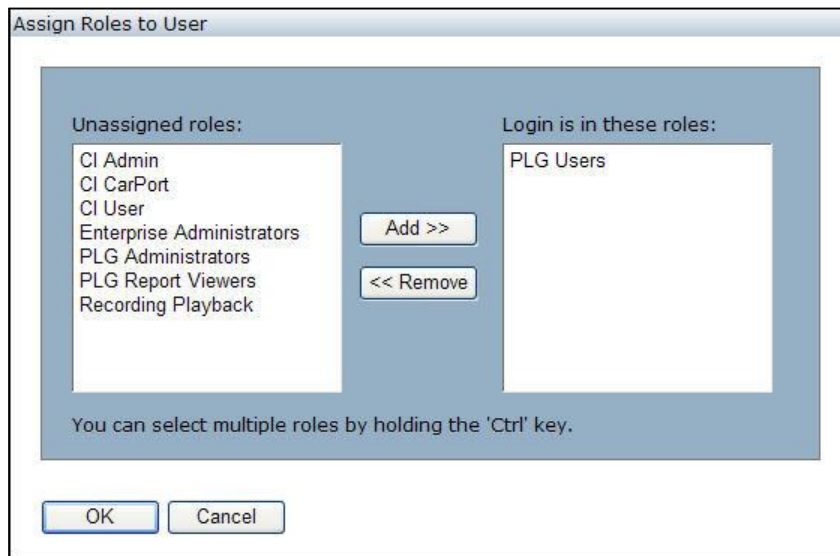 Assign Roles to User
Unassigned roles:
CI Admin
CI CarPort
CI User
Enterprise Administrators
PLG Administrators
PLG Report Viewers
Recording Playback
Add >>
<< Remove
Login is in these roles:
PLG Users
You can select multiple roles by holding the 'Ctrl' key.
OK
Cancel